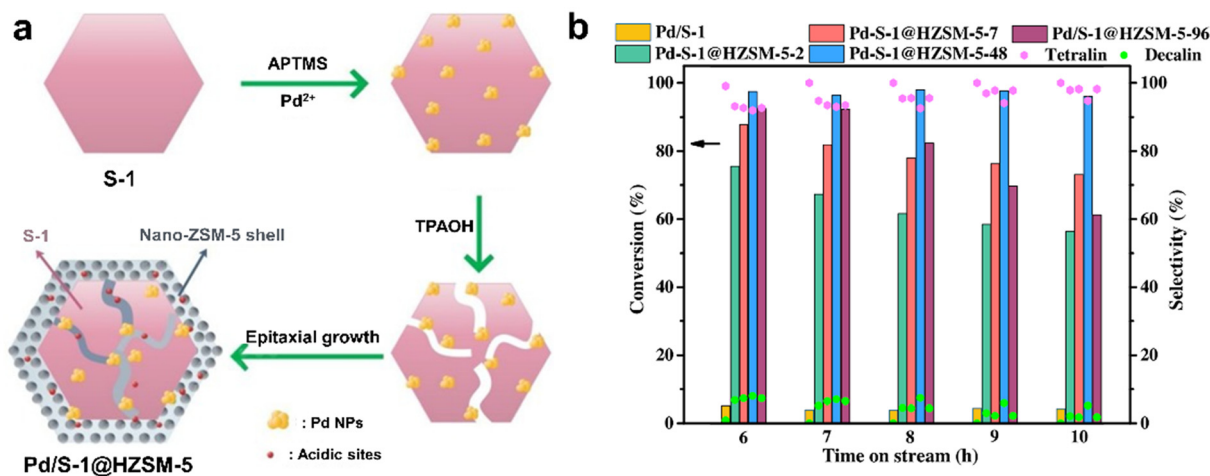 a
APTMS
Pd²⁺
S-1
TPAOH
S-1
Nano-ZSM-5 shell
Epitaxial growth
: Pd NPs
: Acidic sites
Pd/S-1@HZSM-5
b
Pd/S-1
Pd-S-1@HZSM-5-7
Pd/S-1@HZSM-5-96
Pd-S-1@HZSM-5-2
Pd-S-1@HZSM-5-48
Tetralin
Decalin
100
80
60
40
20
0
Conversion (%)
100
80
60
40
20
0
Selectivity (%)
6 7 8 9 10
Time on stream (h)